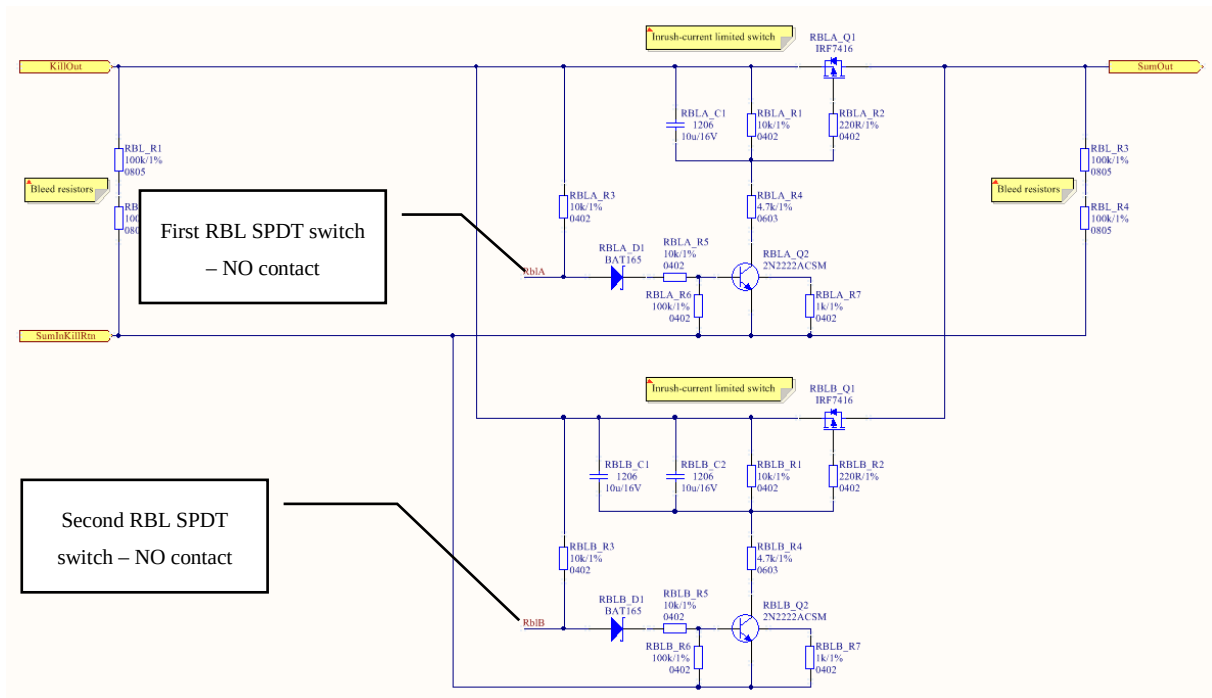 Inrush-current limited switch
RBLA_Q1
IRF7416
KillOut
SumOut
RBLA_C1
1206
10u/16V
RBLA_R1
10k/1%
0402
RBLA_R2
220R/1%
0402
RBL_R1
100k/1%
0805
RBL_R3
100k/1%
0805
Bleed resistors
Bleed resistors
First RBL SPDT switch
– NO contact
RBLA_R3
10k/1%
0402
RBLA_R4
4.7k/1%
0603
RBL_R4
100k/1%
0805
RBLA_D1
BAT165
RBLA_R5
10k/1%
0402
RBLA_Q2
2N2222ACSM
RblA
RBLA_R6
100k/1%
0402
RBLA_R7
1k/1%
0402
SumInKillRtn
Inrush-current limited switch
RBLB_Q1
IRF7416
RBLB_C1
1206
10u/16V
RBLB_C2
1206
10u/16V
RBLB_R1
10k/1%
0402
RBLB_R2
220R/1%
0402
Second RBL SPDT
switch – NO contact
RBLB_R3
10k/1%
0402
RBLB_R4
4.7k/1%
0603
RBLB_D1
BAT165
RBLB_R5
10k/1%
0402
RBLB_Q2
2N2222ACSM
RblB
RBLB_R6
100k/1%
0402
RBLB_R7
1k/1%
0402